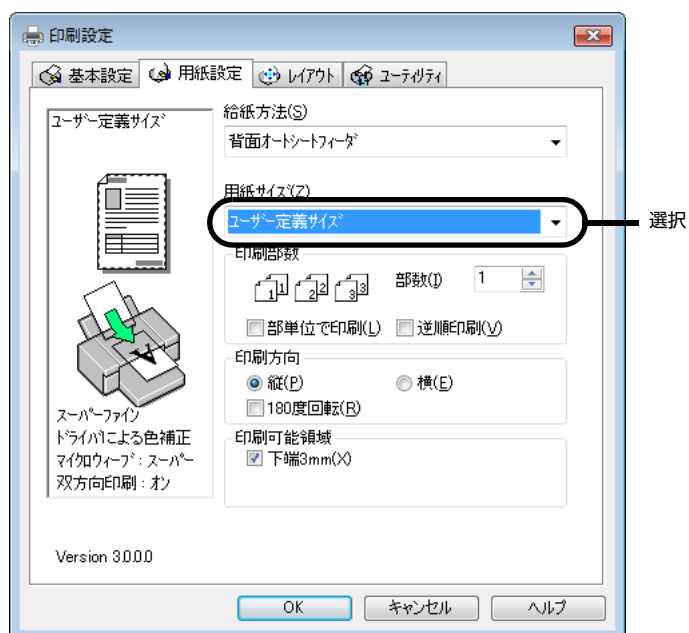 印刷設定
基本設定 用紙設定 レイアウト ユーティリティ
ユーザー定義サイズ
給紙方法(S)
背面オートシートフィーダ
用紙サイズ(Z)
ユーザー定義サイズ
選択
印刷部数
11 22 33 部数(I) 1
部単位で印刷(L) 逆順印刷(V)
印刷方向
縦(P) 横(E)
180度回転(R)
印刷可能領域
下端3mm(X)
スーパーファイン
ドライバによる色補正
マイクロウィーブ:スーパー
双方向印刷:オン
Version 3.0.0.0
OK キャンセル ヘルプ